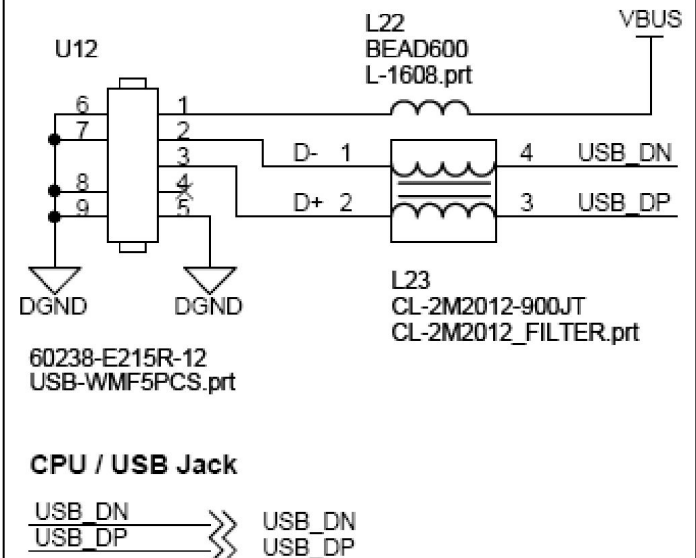 U12
L22
BEAD600
L-1608.prt
VBUS
6
7
8
9
1
2
3
4
5
D- 1
4 USB_DN
D+ 2
3 USB_DP
DGND
DGND
L23
CL-2M2012-900JT
CL-2M2012_FILTER.prt
60238-E215R-12
USB-WMF5PCS.prt
CPU / USB Jack
USB_DN
USB_DP
USB_DN
USB_DP